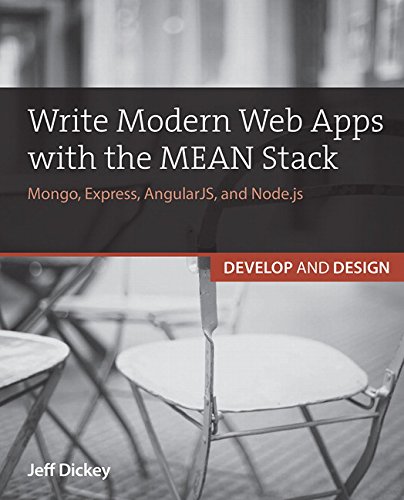 Write Modern Web Apps
with the MEAN Stack
Mongo, Express, AngularJS, and Node.js
DEVELOP AND DESIGN
Jeff Dickey